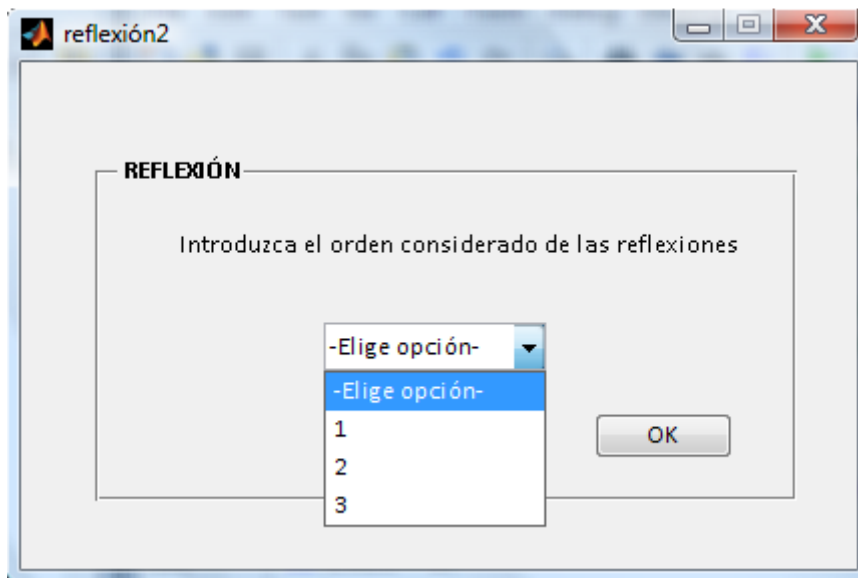 reflexión2
REFLEXIÓN
Introduzca el orden considerado de las reflexiones
-Elige opción-
-Elige opción-
1
2
3
OK